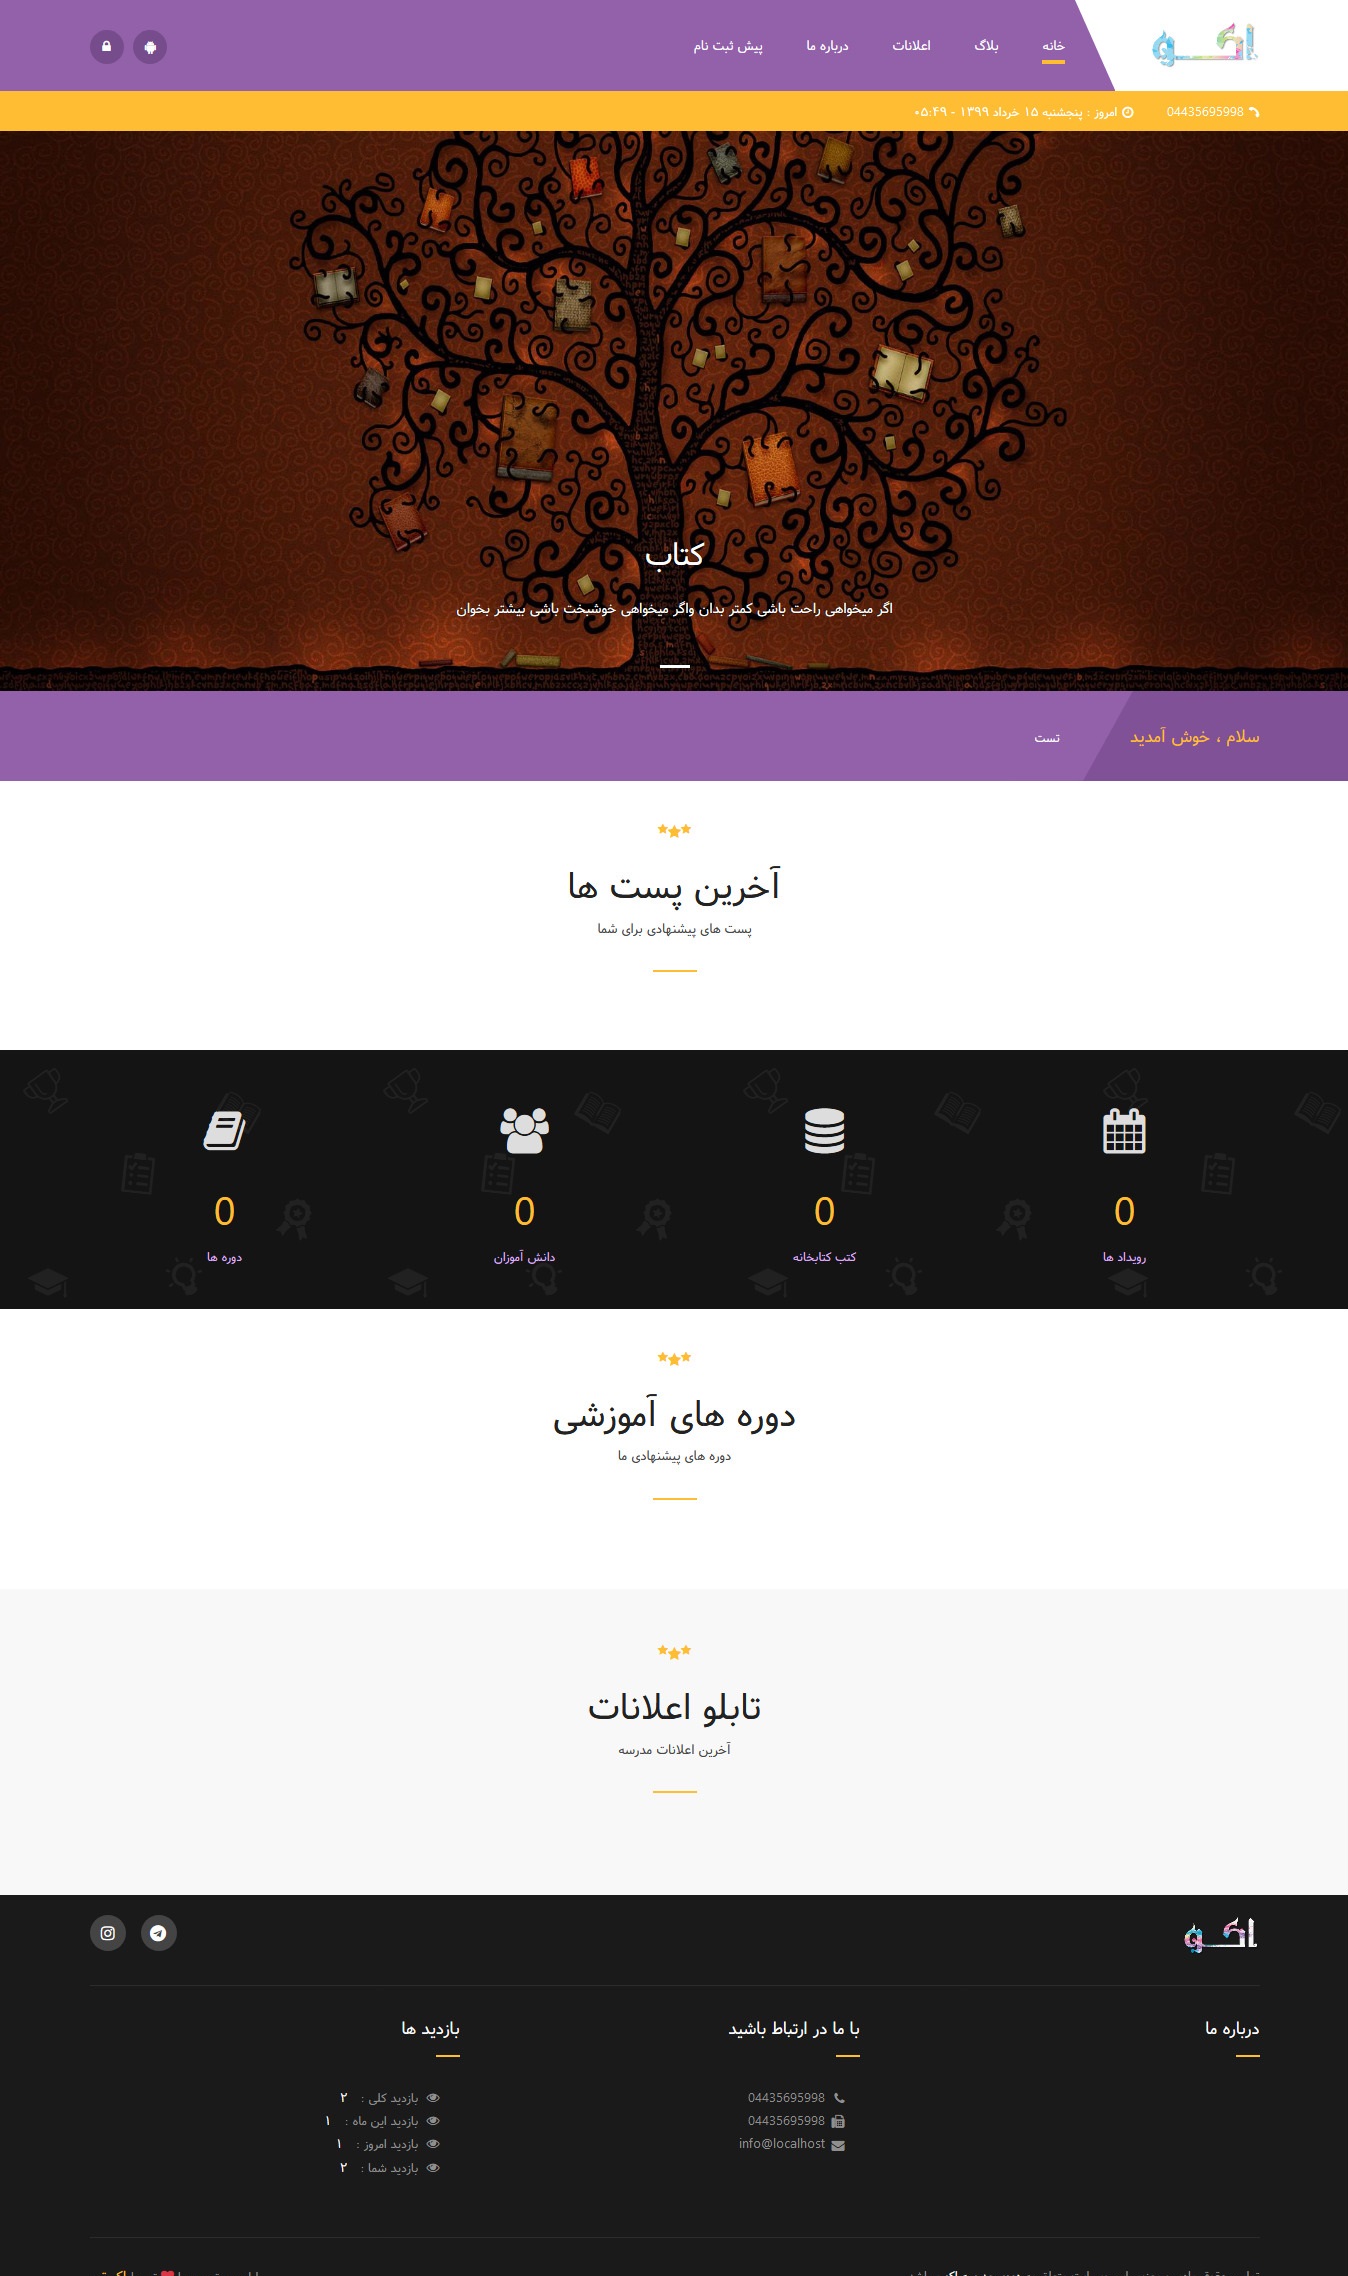 اکو
خانه
بلاگ
اعلانات
درباره ما
پیش ثبت نام
04435695998
امروز : پنجشنبه ۱۵ خرداد ۱۳۹۹ - ۰۵:۴۹
کتاب
اگر میخواهی راحت باشی کمتر بدان واگر میخواهی خوشبخت باشی بیشتر بخوان
سلام ، خوش آمدید
تست
آخرین پست ها
پست های پیشنهادی برای شما
0
رویداد ها
0
کتب کتابخانه
0
دانش آموزان
0
دوره ها
دوره های آموزشی
دوره های پیشنهادی ما
تابلو اعلانات
آخرین اعلانات مدرسه
اکو
درباره ما
با ما در ارتباط باشید
04435695998
04435695998
info@localhost
بازدید ها
بازدید کلی : ۲
بازدید این ماه : ۱
بازدید امروز : ۱
بازدید شما : ۲